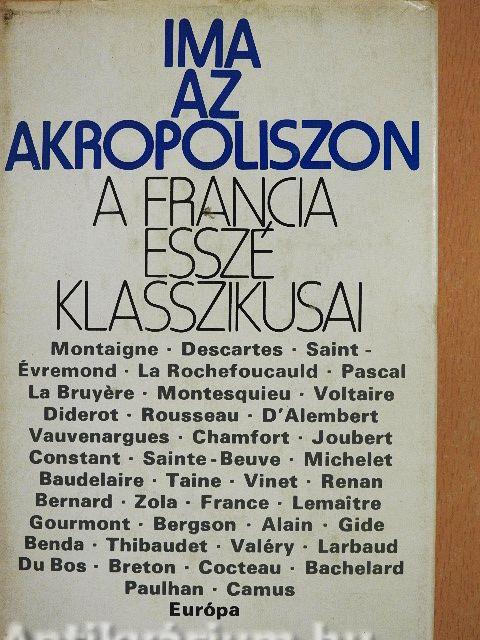 IMA
AZ
AKROPOLISZON
A FRANCIA
ESSZÉ
KLASSZIKUSAI
Montaigne · Descartes · Saint-
Évremond · La Rochefoucauld · Pascal
La Bruyère · Montesquieu · Voltaire
Diderot · Rousseau · D'Alembert
Vauvenargues · Chamfort · Joubert
Constant · Sainte-Beuve · Michelet
Baudelaire · Taine · Vinet · Renan
Bernard · Zola · France · Lemaître
Gourmont · Bergson · Alain · Gide
Benda · Thibaudet · Valéry · Larbaud
Du Bos · Breton · Cocteau · Bachelard
Paulhan · Camus
Európa
Antikvárium.hu